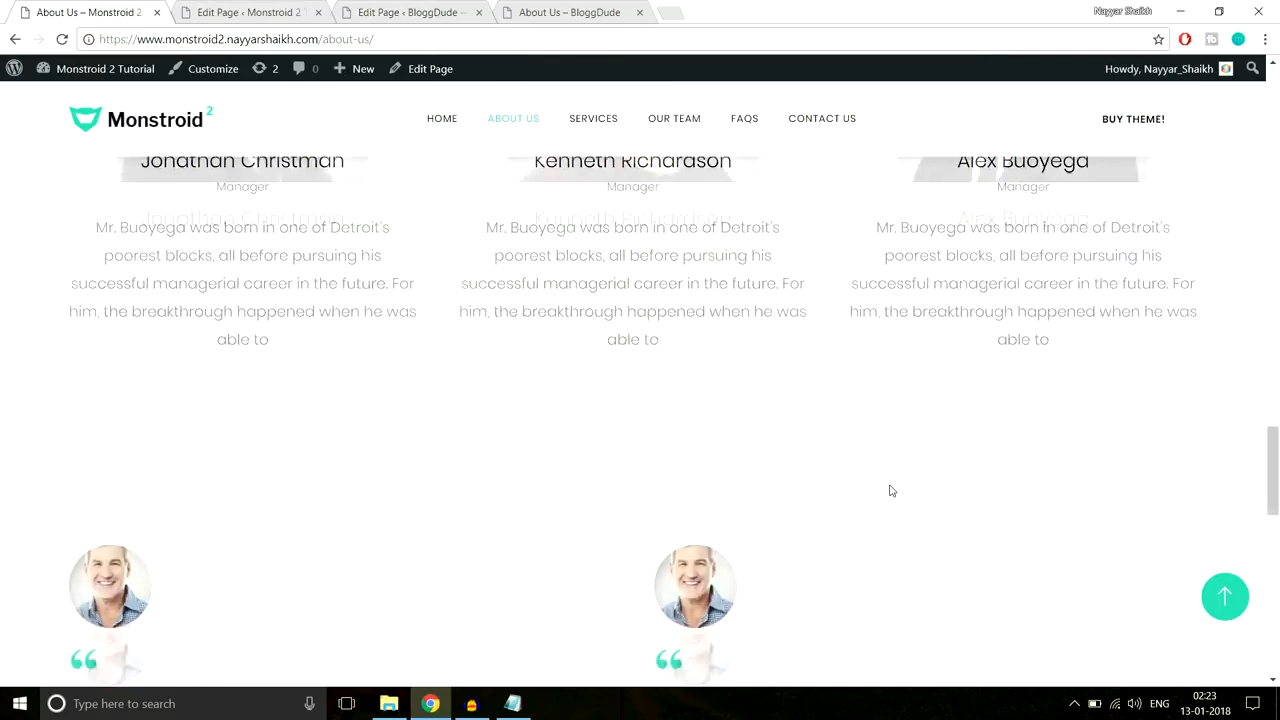 About Us – Monstroid 2
Edit Page ‹ Monstroid 2
Edit Page ‹ BloggDude —
About Us – BloggDude
Nayyar Shaikh
https://www.monstroid2.nayyarshaikh.com/about-us/
Monstroid 2 Tutorial
Customize
2
0
New
Edit Page
Howdy, Nayyar_Shaikh
Monstroid 2
HOME
ABOUT US
SERVICES
OUR TEAM
FAQS
CONTACT US
BUY THEME!
Jonathan Christman
Manager
Jonathan Christman
Mr. Buoyega was born in one of Detroit's
poorest blocks, all before pursuing his
successful managerial career in the future. For
him, the breakthrough happened when he was
able to
Kenneth Richardson
Manager
Kenneth Richardson
Mr. Buoyega was born in one of Detroit's
poorest blocks, all before pursuing his
successful managerial career in the future. For
him, the breakthrough happened when he was
able to
Alex Buoyega
Manager
Alex Buoyega
Mr. Buoyega was born in one of Detroit's
poorest blocks, all before pursuing his
successful managerial career in the future. For
him, the breakthrough happened when he was
able to
“
“
Type here to search
ENG
02:23
13-01-2018